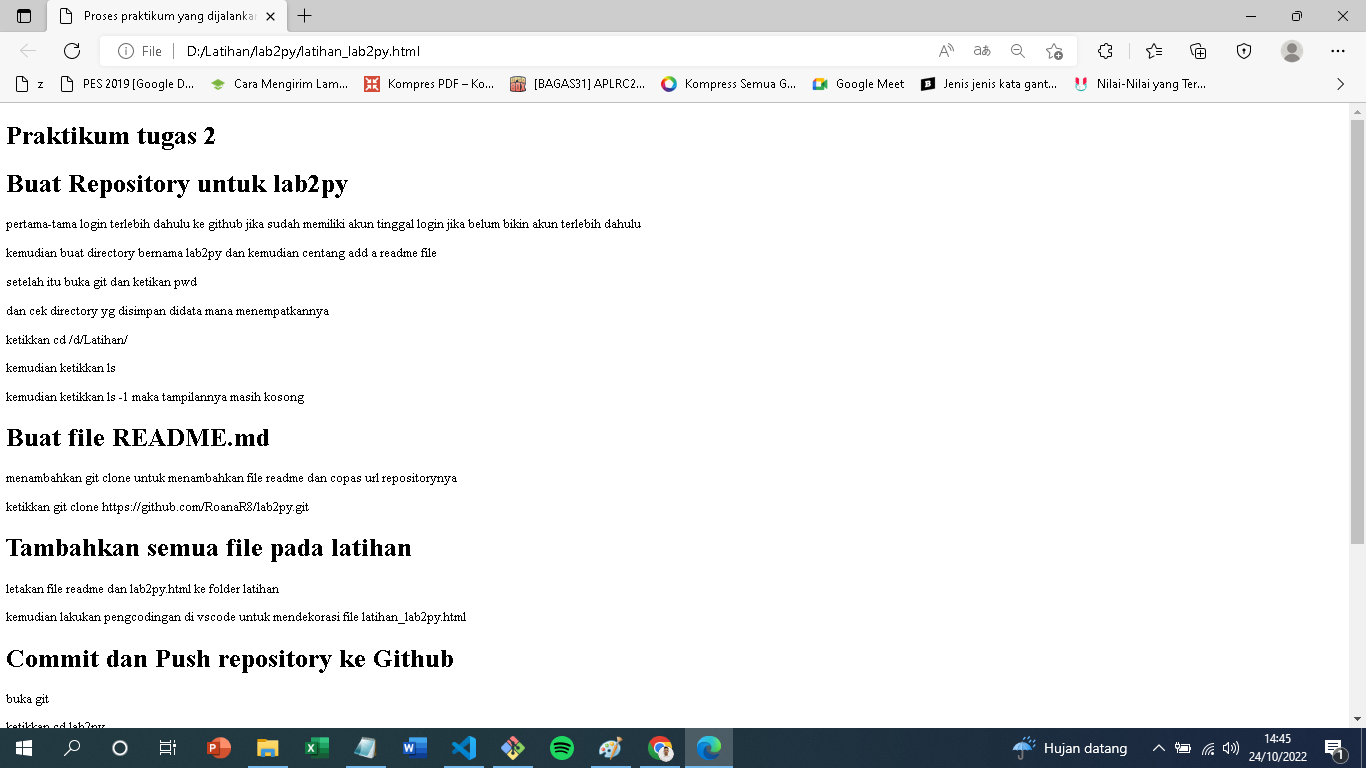 Proses praktikum yang dijalankan
File
D:/Latihan/lab2py/latihan_lab2py.html
z
PES 2019 [Google D...
Cara Mengirim Lam...
Kompres PDF – Ko...
[BAGAS31] APLRC2...
Kompress Semua G...
Google Meet
Jenis jenis kata gant...
Nilai-Nilai yang Ter...
Praktikum tugas 2
Buat Repository untuk lab2py
pertama-tama login terlebih dahulu ke github jika sudah memiliki akun tinggal login jika belum bikin akun terlebih dahulu
kemudian buat directory bernama lab2py dan kemudian centang add a readme file
setelah itu buka git dan ketikan pwd
dan cek directory yg disimpan didata mana menempatkannya
ketikkan cd /d/Latihan/
kemudian ketikkan ls
kemudian ketikkan ls -1 maka tampilannya masih kosong
Buat file README.md
menambahkan git clone untuk menambahkan file readme dan copas url repositorynya
ketikkan git clone https://github.com/RoanaR8/lab2py.git
Tambahkan semua file pada latihan
letakan file readme dan lab2py.html ke folder latihan
kemudian lakukan pengcodingan di vscode untuk mendekorasi file latihan_lab2py.html
Commit dan Push repository ke Github
buka git
ketikkan cd lab2py
Hujan datang
14:45
24/10/2022
1